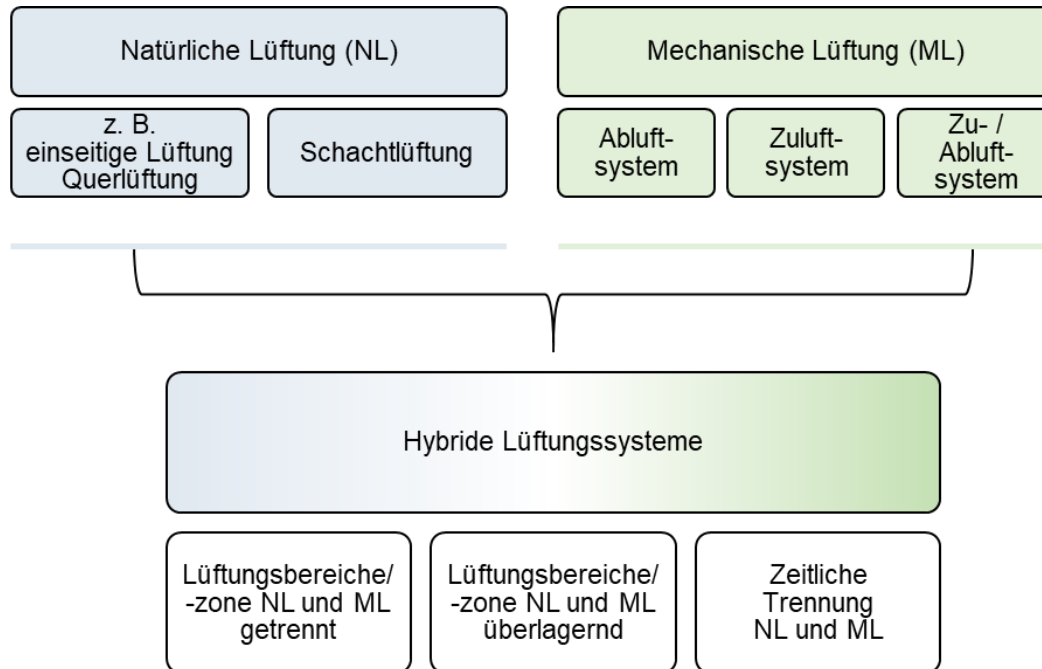 Natürliche Lüftung (NL)
Mechanische Lüftung (ML)
z. B.
einseitige Lüftung
Querlüftung
Schachtlüftung
Abluft-
system
Zuluft-
system
Zu- /
Abluft-
system
Hybride Lüftungssysteme
Lüftungsbereiche/
-zone NL und ML
getrennt
Lüftungsbereiche/
-zone NL und ML
überlagernd
Zeitliche
Trennung
NL und ML